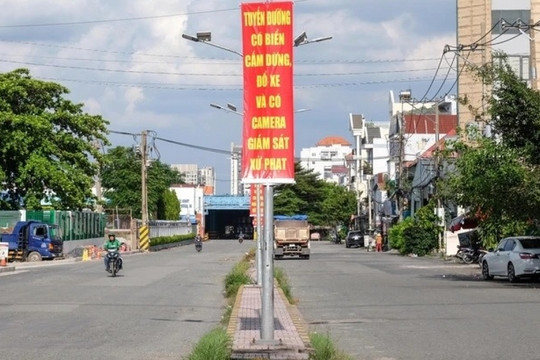 TUYẾN ĐƯỜNG
CÓ BIỂN
CẤM DỪNG,
ĐỖ XE
VÀ CÓ
CAMERA
GIÁM SÁT
XỬ PHẠT